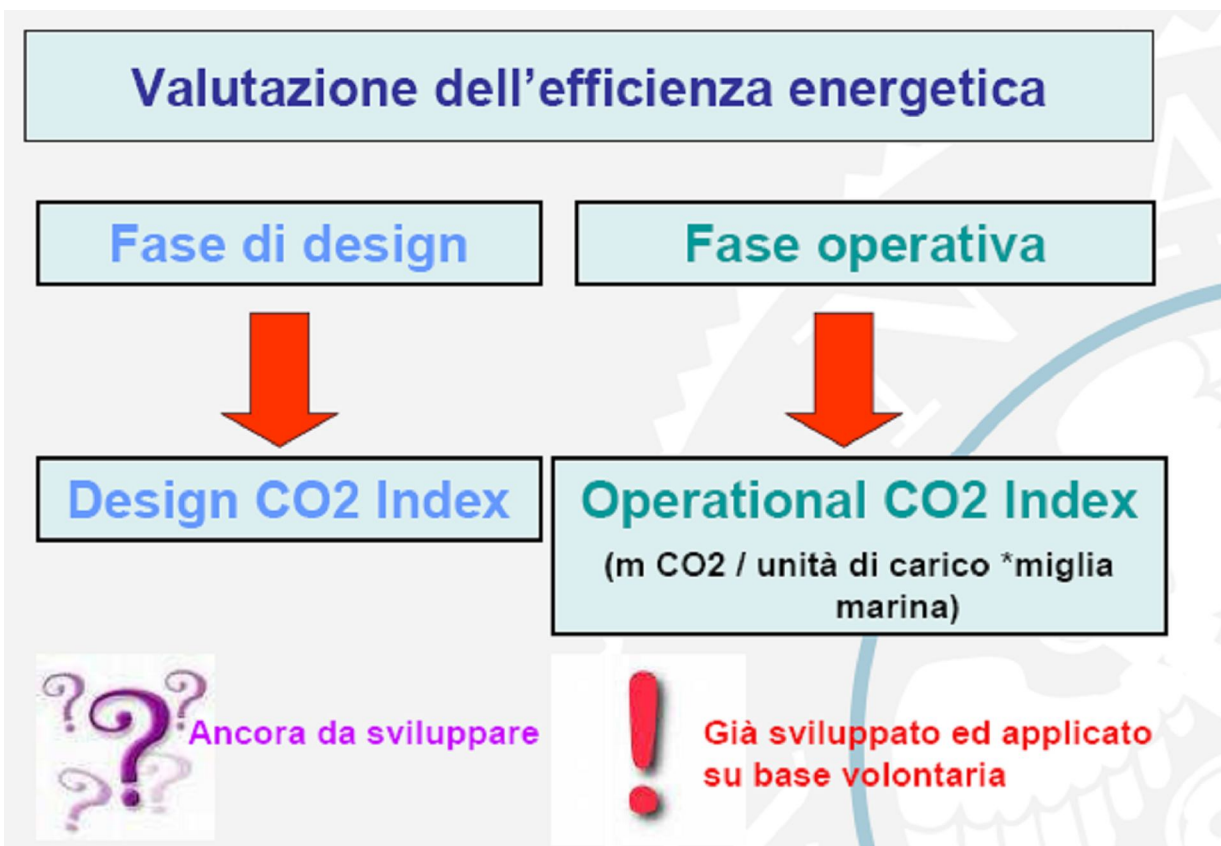 Valutazione dell’efficienza energetica
Fase di design
Fase operativa
Design CO2 Index
Operational CO2 Index
(m CO2 / unità di carico *miglia
marina)
Ancora da sviluppare
Già sviluppato ed applicato
su base volontaria